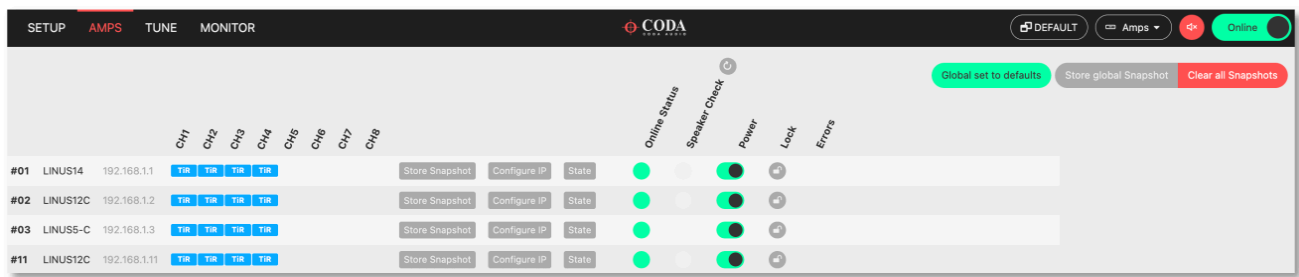 SETUP AMPS TUNE MONITOR CODA DEFAULT Amps Online
CODA AUDIO
Global set to defaults Store global Snapshot Clear all Snapshots
CH1 CH2 CH3 CH4 CH5 CH6 CH7 CH8 Online Status Speaker Check Power Lock Errors
#01 LINUS14 192.168.1.1 TiR TiR TiR TiR Store Snapshot Configure IP State
#02 LINUS12C 192.168.1.2 TiR TiR TiR TiR Store Snapshot Configure IP State
#03 LINUS5-C 192.168.1.3 TiR TiR TiR TiR Store Snapshot Configure IP State
#11 LINUS12C 192.168.1.11 TiR TiR TiR TiR Store Snapshot Configure IP State